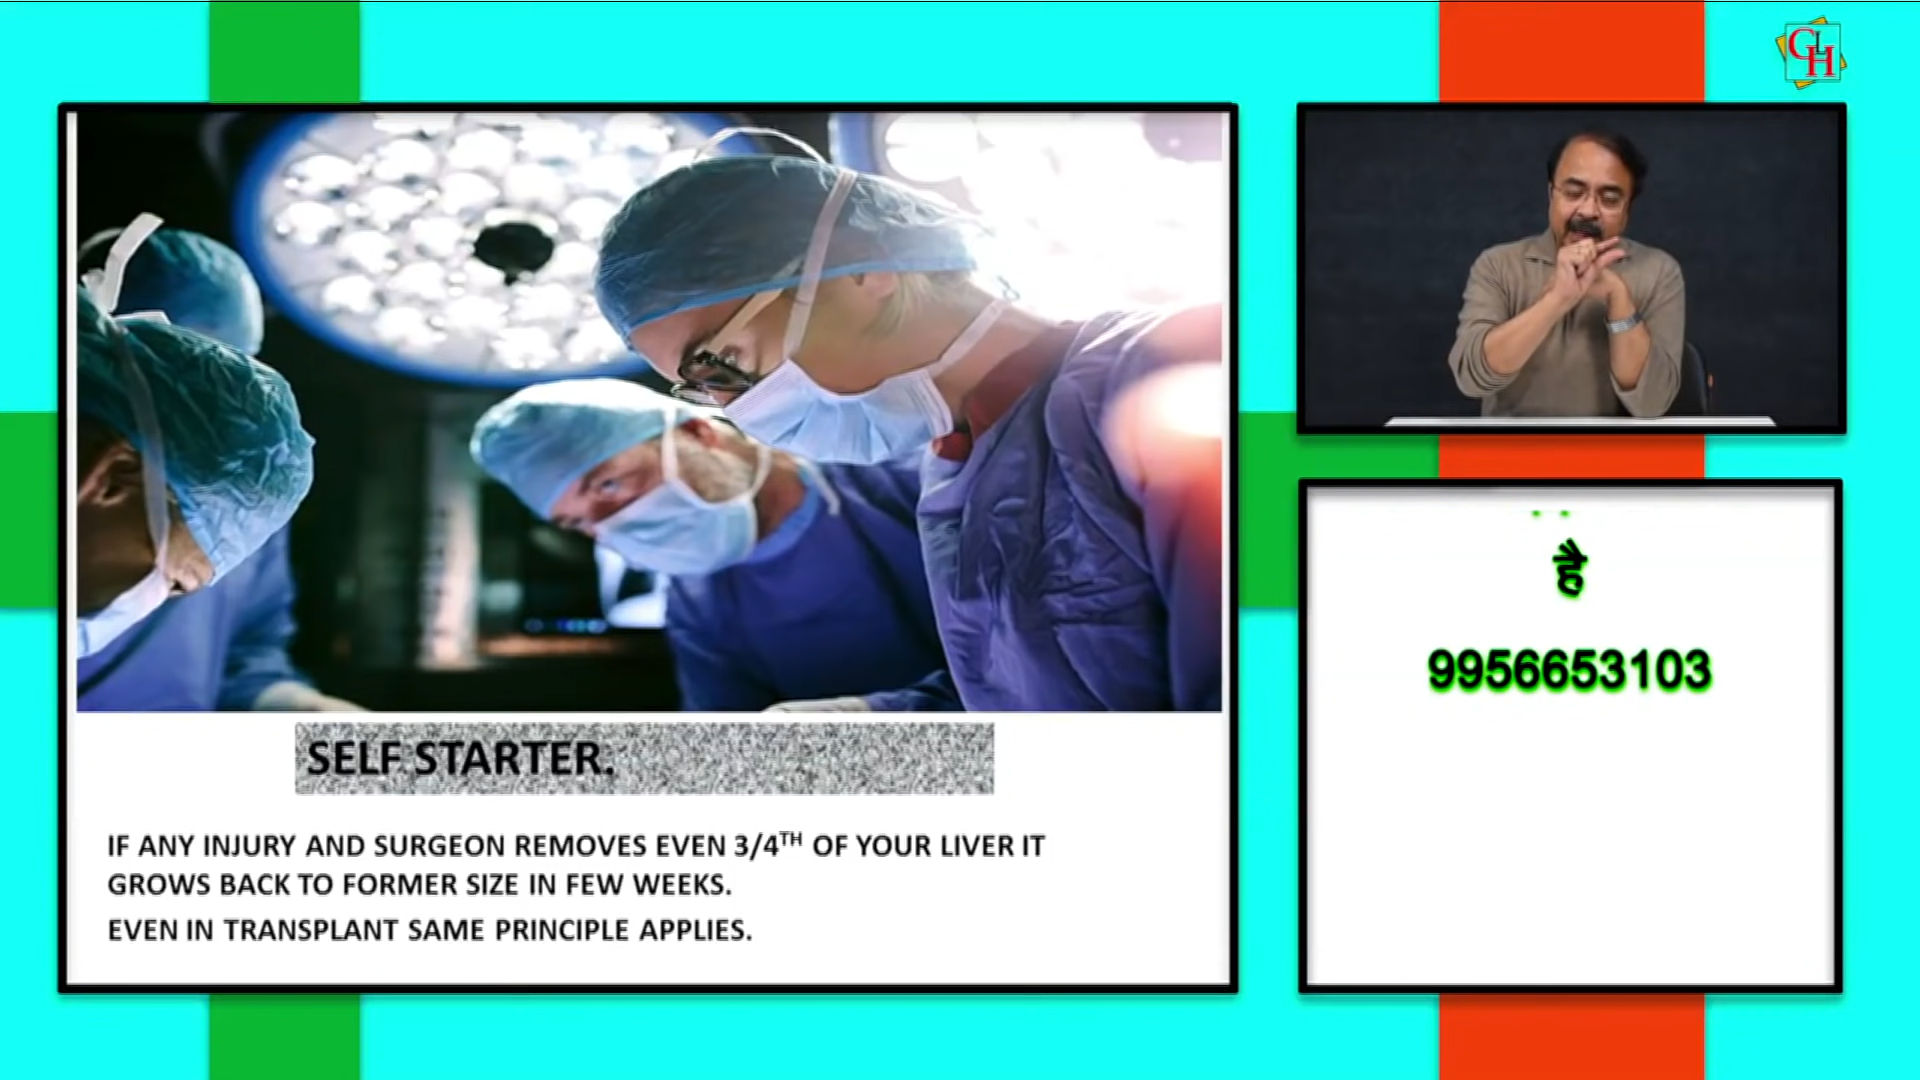 GLH
SELF STARTER.
IF ANY INJURY AND SURGEON REMOVES EVEN 3/4TH OF YOUR LIVER IT
GROWS BACK TO FORMER SIZE IN FEW WEEKS.
EVEN IN TRANSPLANT SAME PRINCIPLE APPLIES.
है
9956653103